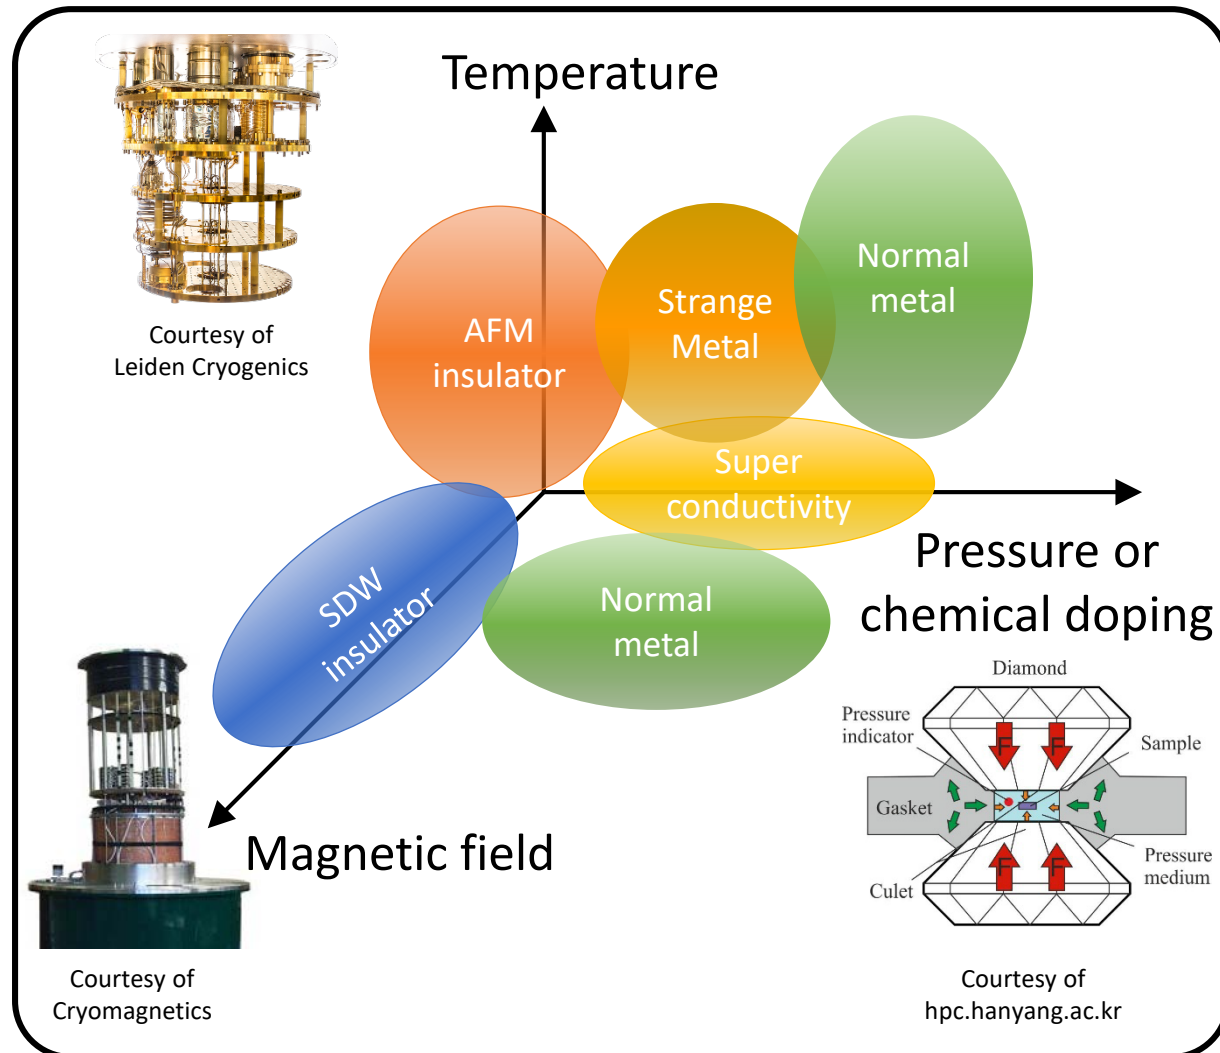 Temperature
Courtesy of
Leiden Cryogenics
AFM
insulator
Strange
Metal
Normal
metal
Super
conductivity
SDW
insulator
Normal
metal
Pressure or
chemical doping
Magnetic field
Courtesy of
Cryomagnetics
Diamond
Pressure
indicator
Sample
F
F
Gasket
F
F
Culet
Pressure
medium
Courtesy of
hpc.hanyang.ac.kr